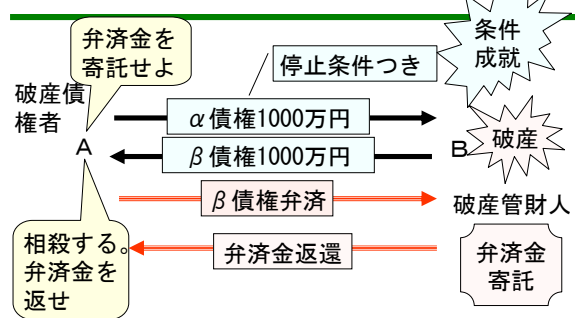 弁済金を
寄託せよ
条件
成就
停止条件つき
破産債
権者
A
α債権1000万円
β債権1000万円
B
破産
β債権弁済
破産管財人
相殺する。
弁済金を
返せ
弁済金返還
弁済金
寄託